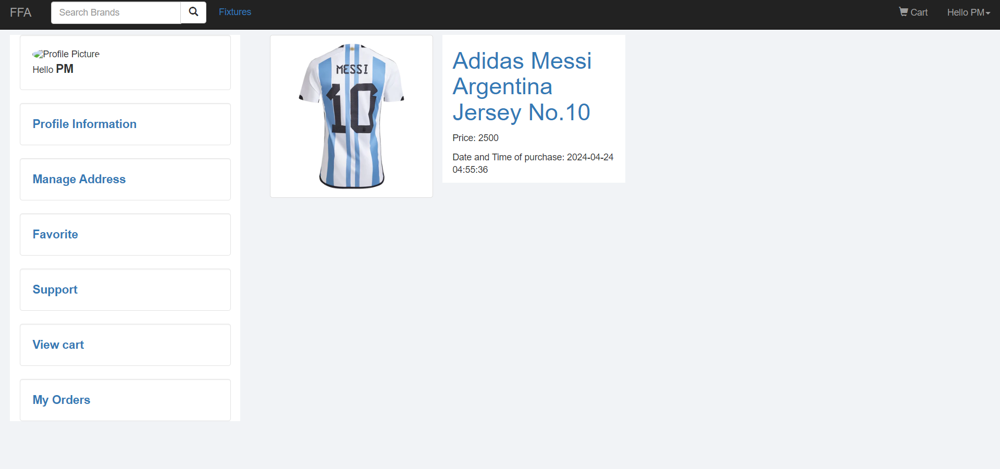 FFA
Search Brands
Fixtures
Cart
Hello PM
Profile Picture
Hello PM
Profile Information
Manage Address
Favorite
Support
View cart
My Orders
MESSI
10
Adidas Messi
Argentina
Jersey No.10
Price: 2500
Date and Time of purchase: 2024-04-24
04:55:36